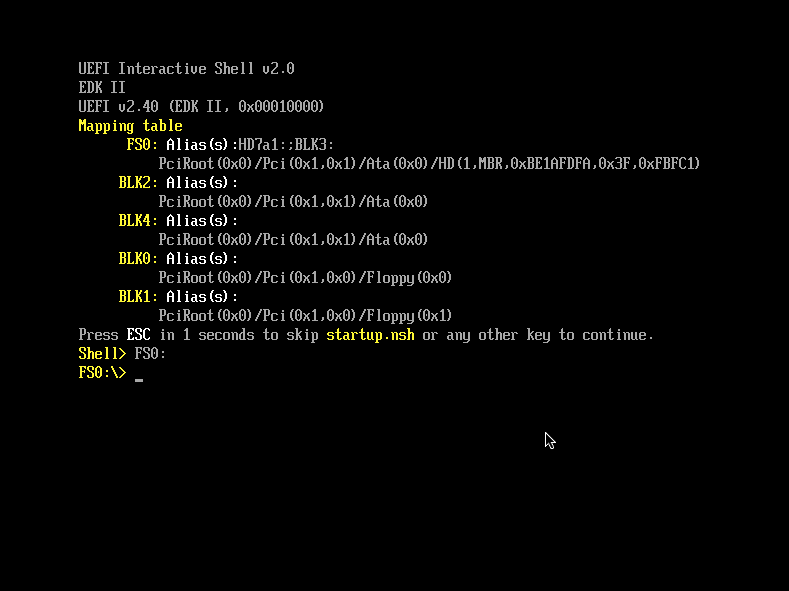 UEFI Interactive Shell v2.0
EDK II
UEFI v2.40 (EDK II, 0x00010000)
Mapping table
FS0: Alias(s):HD7a1:;BLK3:
PciRoot(0x0)/Pci(0x1,0x1)/Ata(0x0)/HD(1,MBR,0xBE1AFDFA,0x3F,0xFBFC1)
BLK2: Alias(s):
PciRoot(0x0)/Pci(0x1,0x1)/Ata(0x0)
BLK4: Alias(s):
PciRoot(0x0)/Pci(0x1,0x1)/Ata(0x0)
BLK0: Alias(s):
PciRoot(0x0)/Pci(0x1,0x0)/Floppy(0x0)
BLK1: Alias(s):
PciRoot(0x0)/Pci(0x1,0x0)/Floppy(0x1)
Press ESC in 1 seconds to skip startup.nsh or any other key to continue.
Shell> FS0:
FS0:\> _